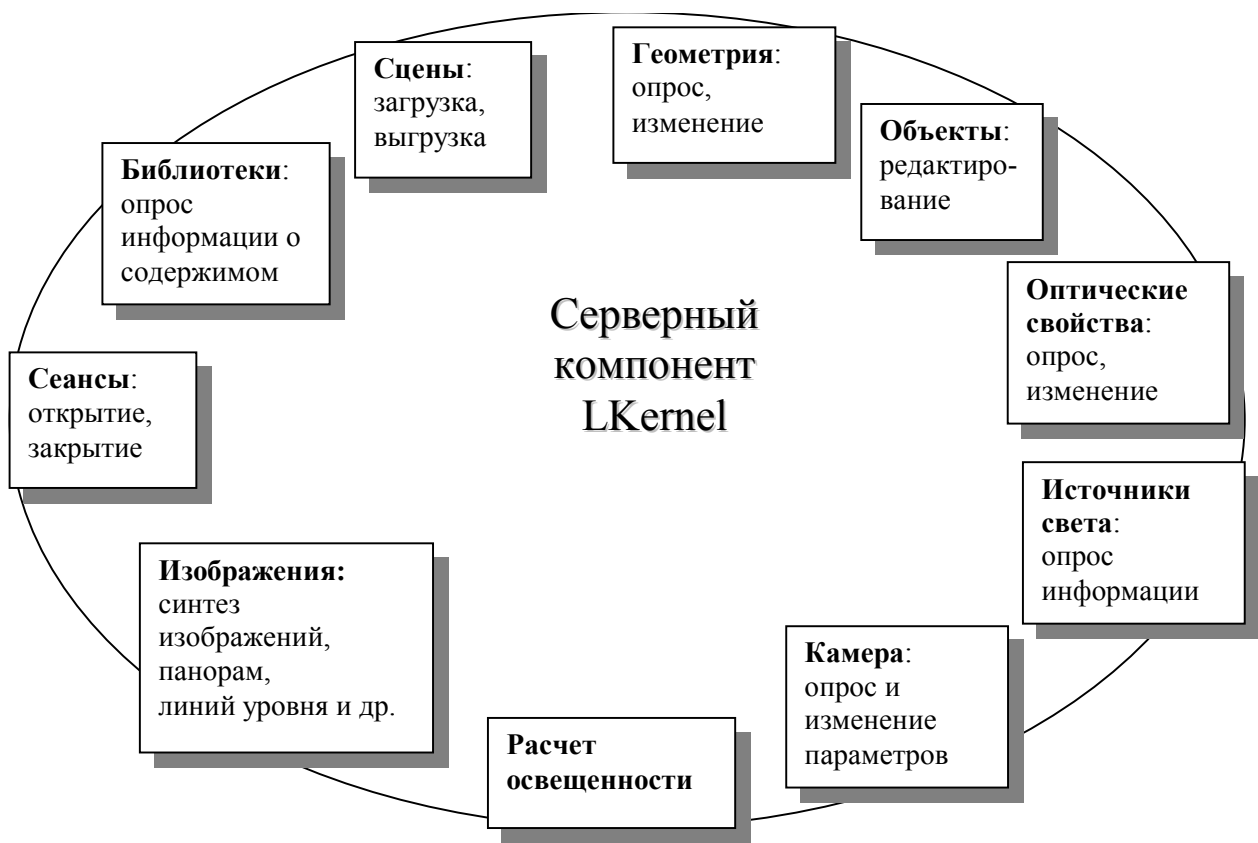 Сцены:
загрузка,
выгрузка
Геометрия:
опрос,
изменение
Объекты:
редактиро-
вание
Библиотеки:
опрос
информации о
содержимом
Оптические
свойства:
опрос,
изменение
Серверный
компонент
LKernel
Сеансы:
открытие,
закрытие
Источники
света:
опрос
информации
Изображения:
синтез
изображений,
панорам,
линий уровня и др.
Камера:
опрос и
изменение
параметров
Расчет
освещенности